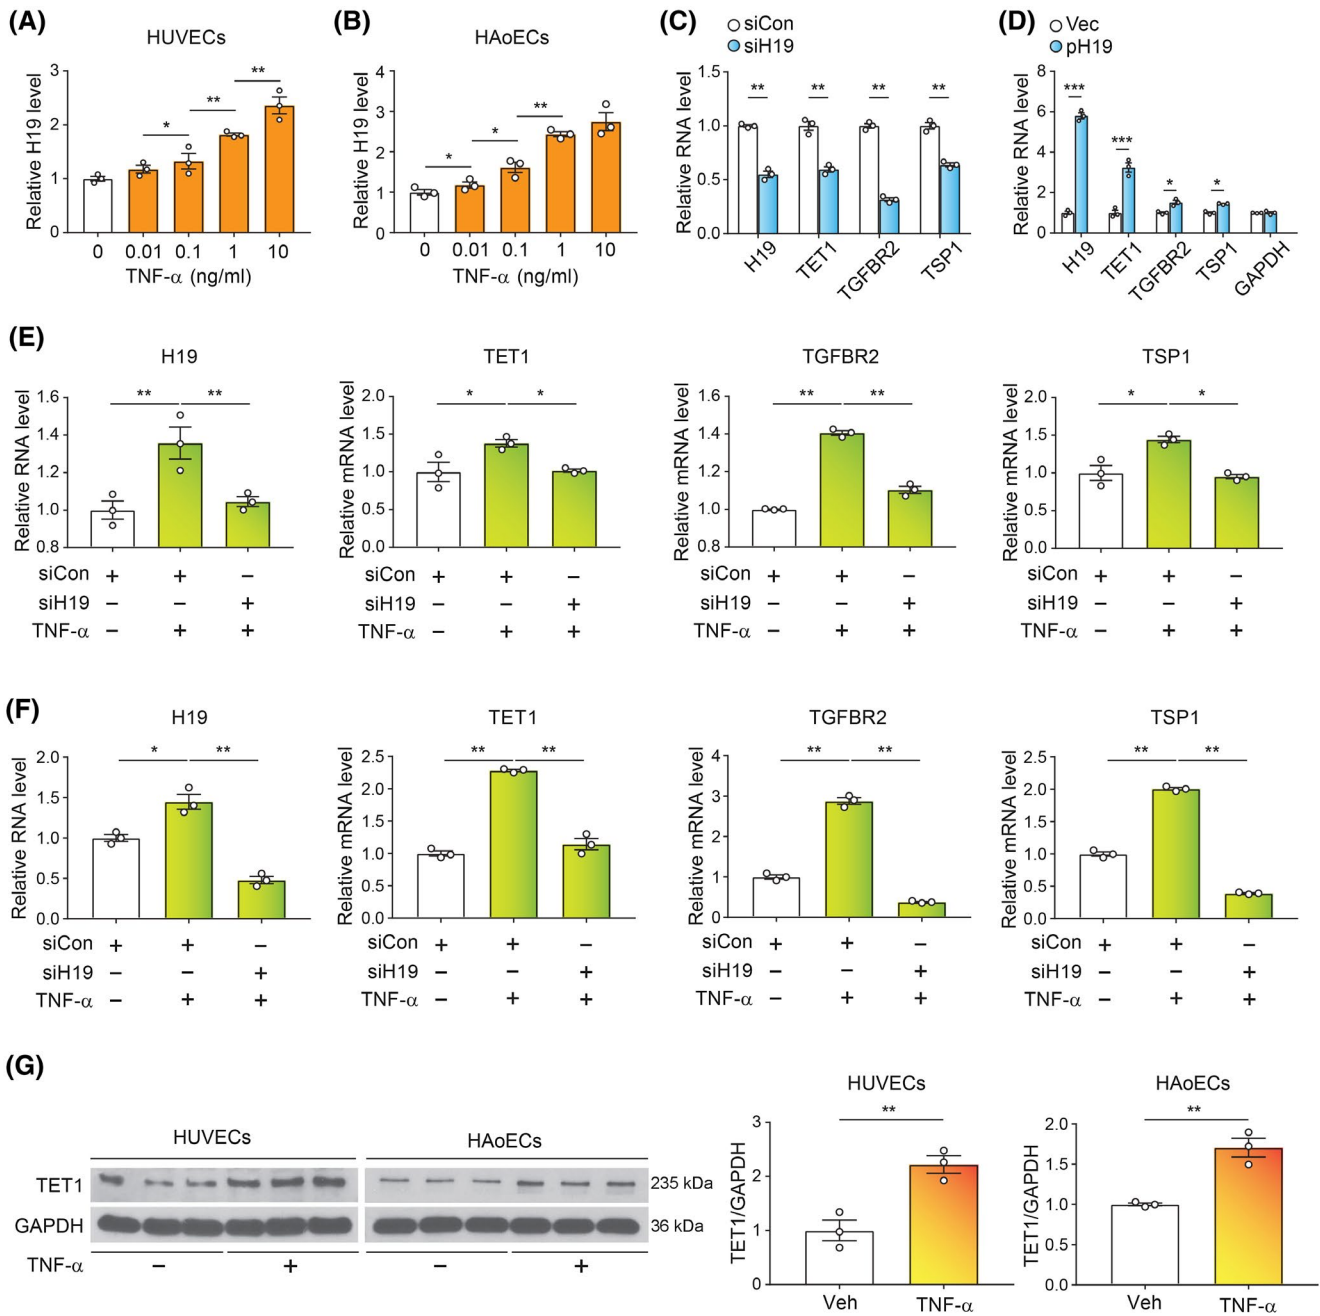 (A)
HUVECs
Relative H19 level
3
2
1
0
* ** **
0 0.01 0.1 1 10
TNF-α (ng/ml)
(B)
HAoECs
Relative H19 level
4
3
2
1
0
* * **
0 0.01 0.1 1 10
TNF-α (ng/ml)
(C)
siCon
siH19
Relative RNA level
1.5
1.0
0.5
0.0
** ** ** **
H19 TET1 TGFBR2 TSP1
(D)
Vec
pH19
Relative RNA level
8
6
4
2
0
*** *** * *
H19 TET1 TGFBR2 TSP1 GAPDH
(E)
H19
Relative RNA level
1.6
1.4
1.2
1.0
0.8
** **
siCon + + –
siH19 – – +
TNF-α – + +
TET1
Relative mRNA level
2.0
1.5
1.0
0.5
0.0
* *
siCon + + –
siH19 – – +
TNF-α – + +
TGFBR2
Relative mRNA level
1.6
1.4
1.2
1.0
0.8
** **
siCon + + –
siH19 – – +
TNF-α – + +
TSP1
Relative mRNA level
2.0
1.5
1.0
0.5
0.0
* *
siCon + + –
siH19 – – +
TNF-α – + +
(F)
H19
Relative RNA level
2.0
1.5
1.0
0.5
0.0
* **
siCon + + –
siH19 – – +
TNF-α – + +
TET1
Relative mRNA level
2.5
2.0
1.5
1.0
0.5
0.0
** **
siCon + + –
siH19 – – +
TNF-α – + +
TGFBR2
Relative mRNA level
4
3
2
1
0
** **
siCon + + –
siH19 – – +
TNF-α – + +
TSP1
Relative mRNA level
2.5
2.0
1.5
1.0
0.5
0.0
** **
siCon + + –
siH19 – – +
TNF-α – + +
(G)
HUVECs HAoECs
TET1 235 kDa
GAPDH 36 kDa
TNF-α – + – +
HUVECs
TET1/GAPDH
3
2
1
0
**
Veh TNF-α
HAoECs
TET1/GAPDH
2.0
1.5
1.0
0.5
0.0
**
Veh TNF-α